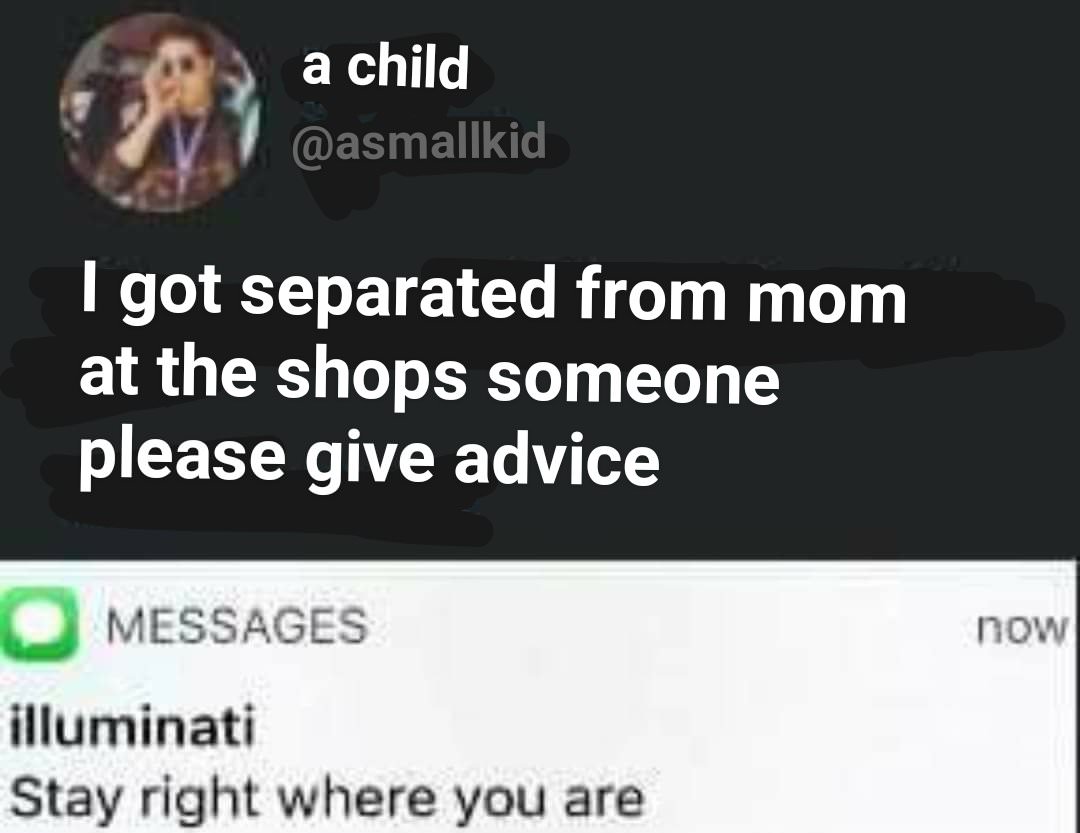 a child
@asmallkid
I got separated from mom
at the shops someone
please give advice
MESSAGES now
illuminati
Stay right where you are